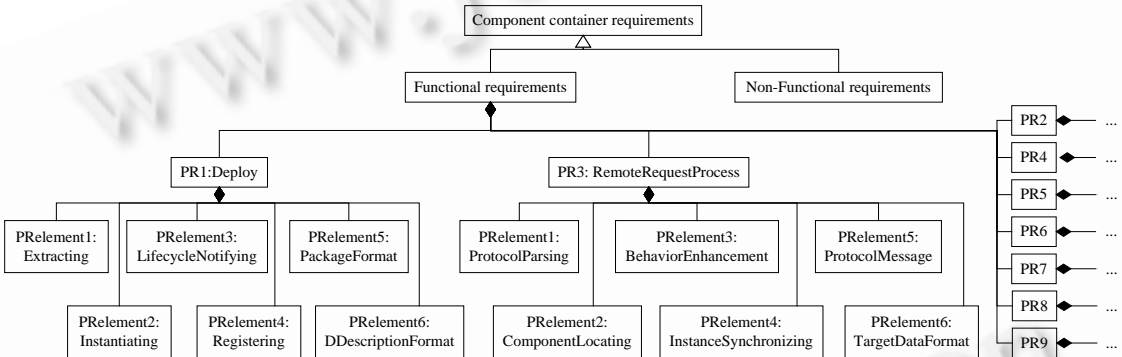 Component container requirements
Functional requirements
Non-Functional requirements
PR1:Deploy
PR3: RemoteRequestProcess
PR2
...
PR4
...
PR5
...
PR6
...
PR7
...
PR8
...
PR9
...
PRelement1:
Extracting
PRelement3:
LifecycleNotifying
PRelement5:
PackageFormat
PRelement1:
ProtocolParsing
PRelement3:
BehaviorEnhancement
PRelement5:
ProtocolMessage
PRelement2:
Instantiating
PRelement4:
Registering
PRelement6:
DDescriptionFormat
PRelement2:
ComponentLocating
PRelement4:
InstanceSynchronizing
PRelement6:
TargetDataFormat
www.j